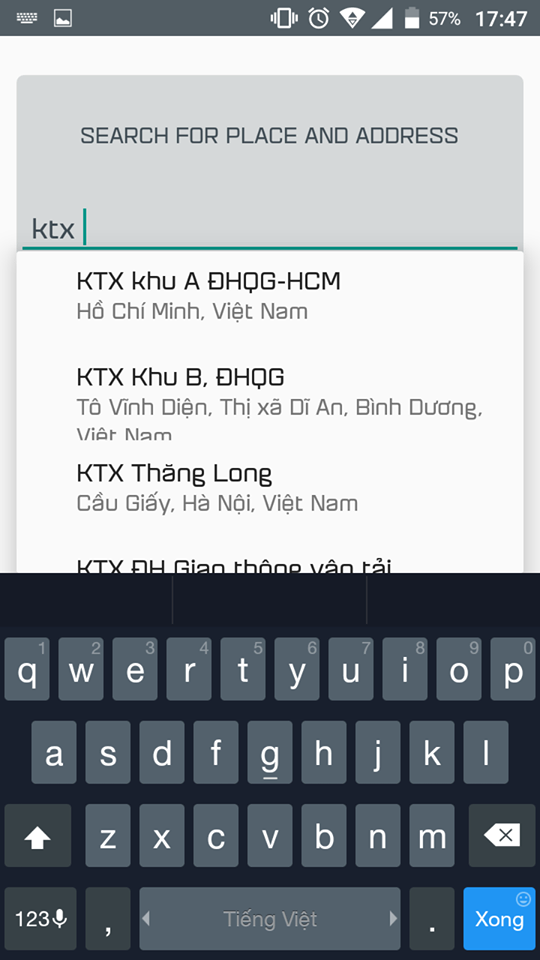 57% 17:47
SEARCH FOR PLACE AND ADDRESS
ktx
KTX khu A ĐHQG-HCM
Hồ Chí Minh, Việt Nam
KTX Khu B, ĐHQG
Tô Vĩnh Diện, Thị xã Dĩ An, Bình Dương,
Việt Nam
KTX Thăng Long
Cầu Giấy, Hà Nội, Việt Nam
KTX ĐH Giao thông vận tải
1 2 3 4 5 6 7 8 9 0
q w e r t y u i o p
a s d f g h j k l
z x c v b n m
123 , Tiếng Việt . Xong